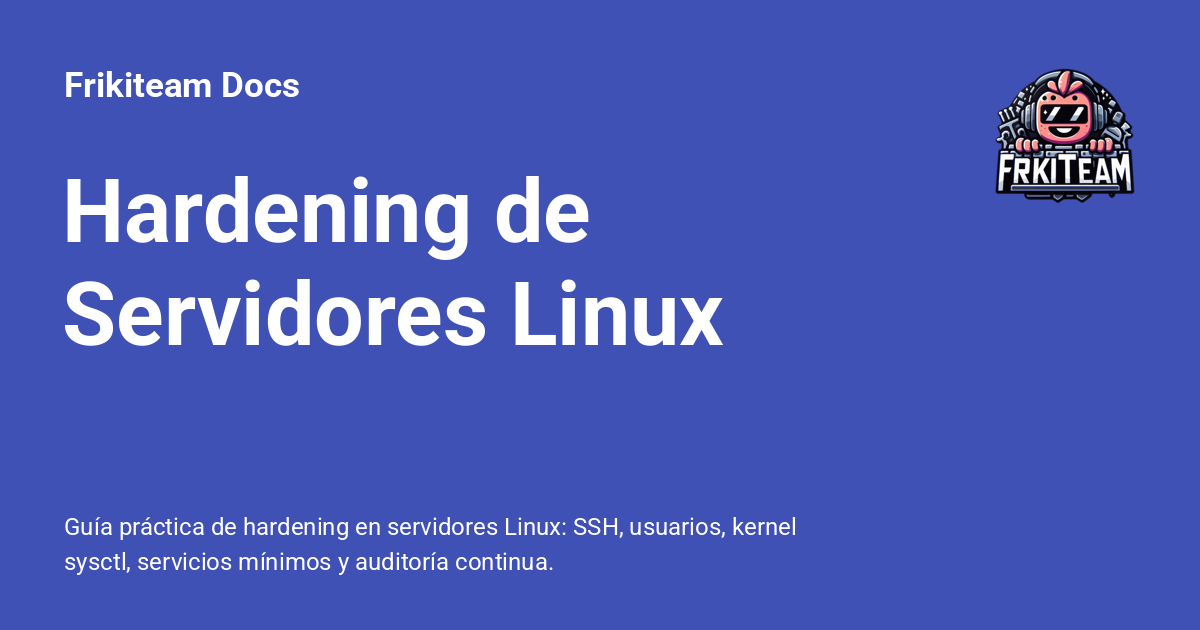 Frikiteam Docs
FRKITEAM
Hardening de
Servidores Linux
Guía práctica de hardening en servidores Linux: SSH, usuarios, kernel
sysctl, servicios mínimos y auditoría continua.